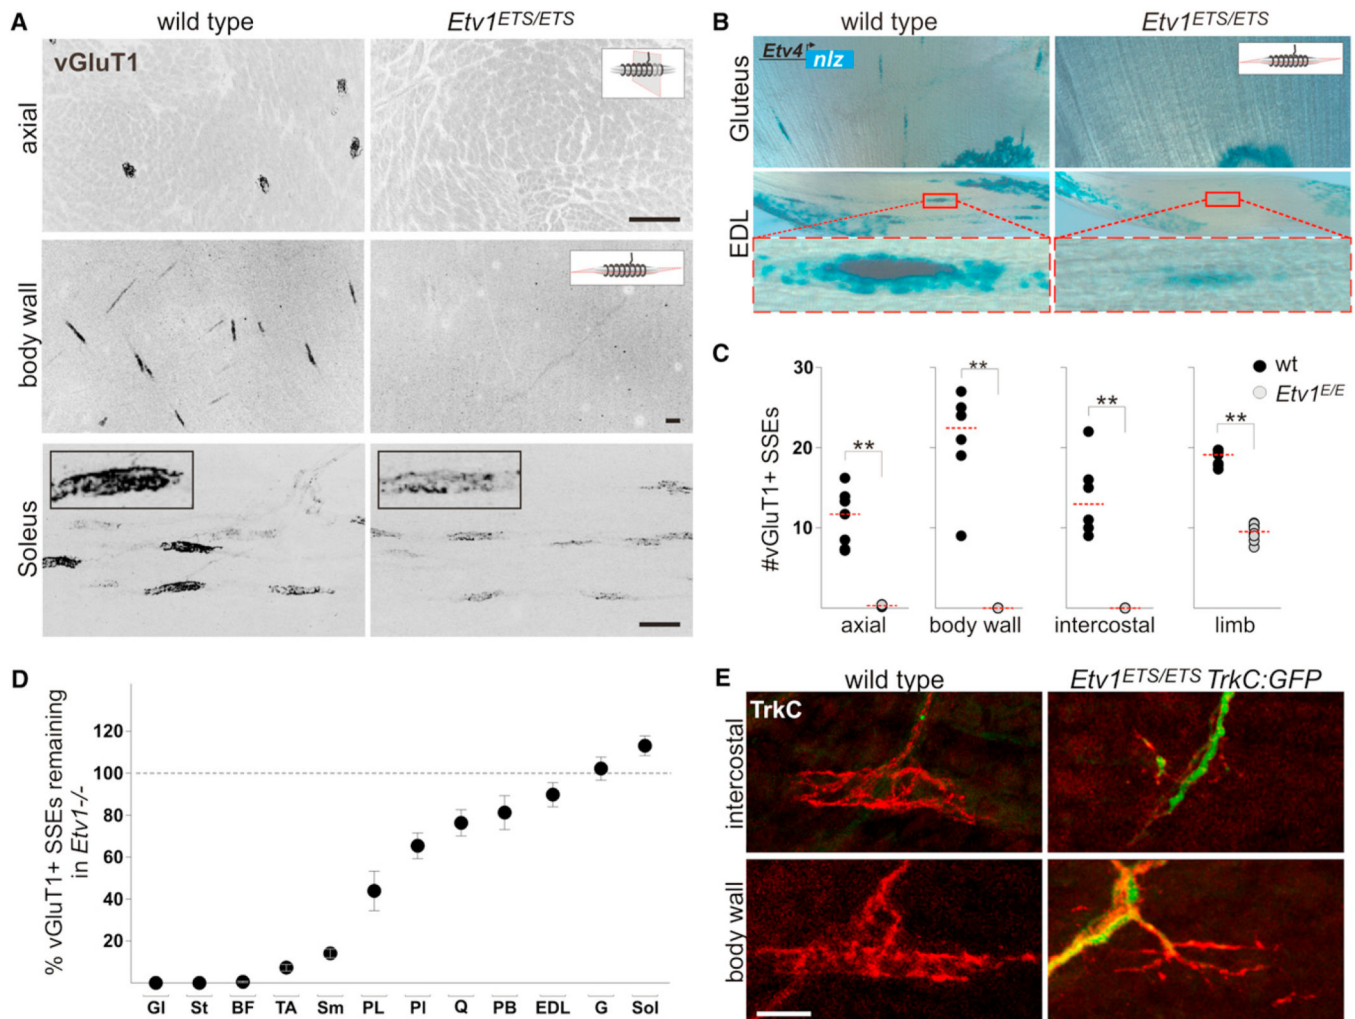 A
wild type
Etv1ETS/ETS
vGluT1
axial
body wall
Soleus
B
wild type
Etv1ETS/ETS
Etv4
nlz
Gluteus
EDL
C
wt
Etv1E/E
#vGluT1+ SSEs
30
20
10
**
**
**
**
axial
body wall
intercostal
limb
D
% vGluT1+ SSEs remaining
in Etv1-/-
120
100
80
60
40
20
Gl St BF TA Sm PL Pl Q PB EDL G Sol
E
wild type
Etv1ETS/ETS TrkC:GFP
TrkC
intercostal
body wall